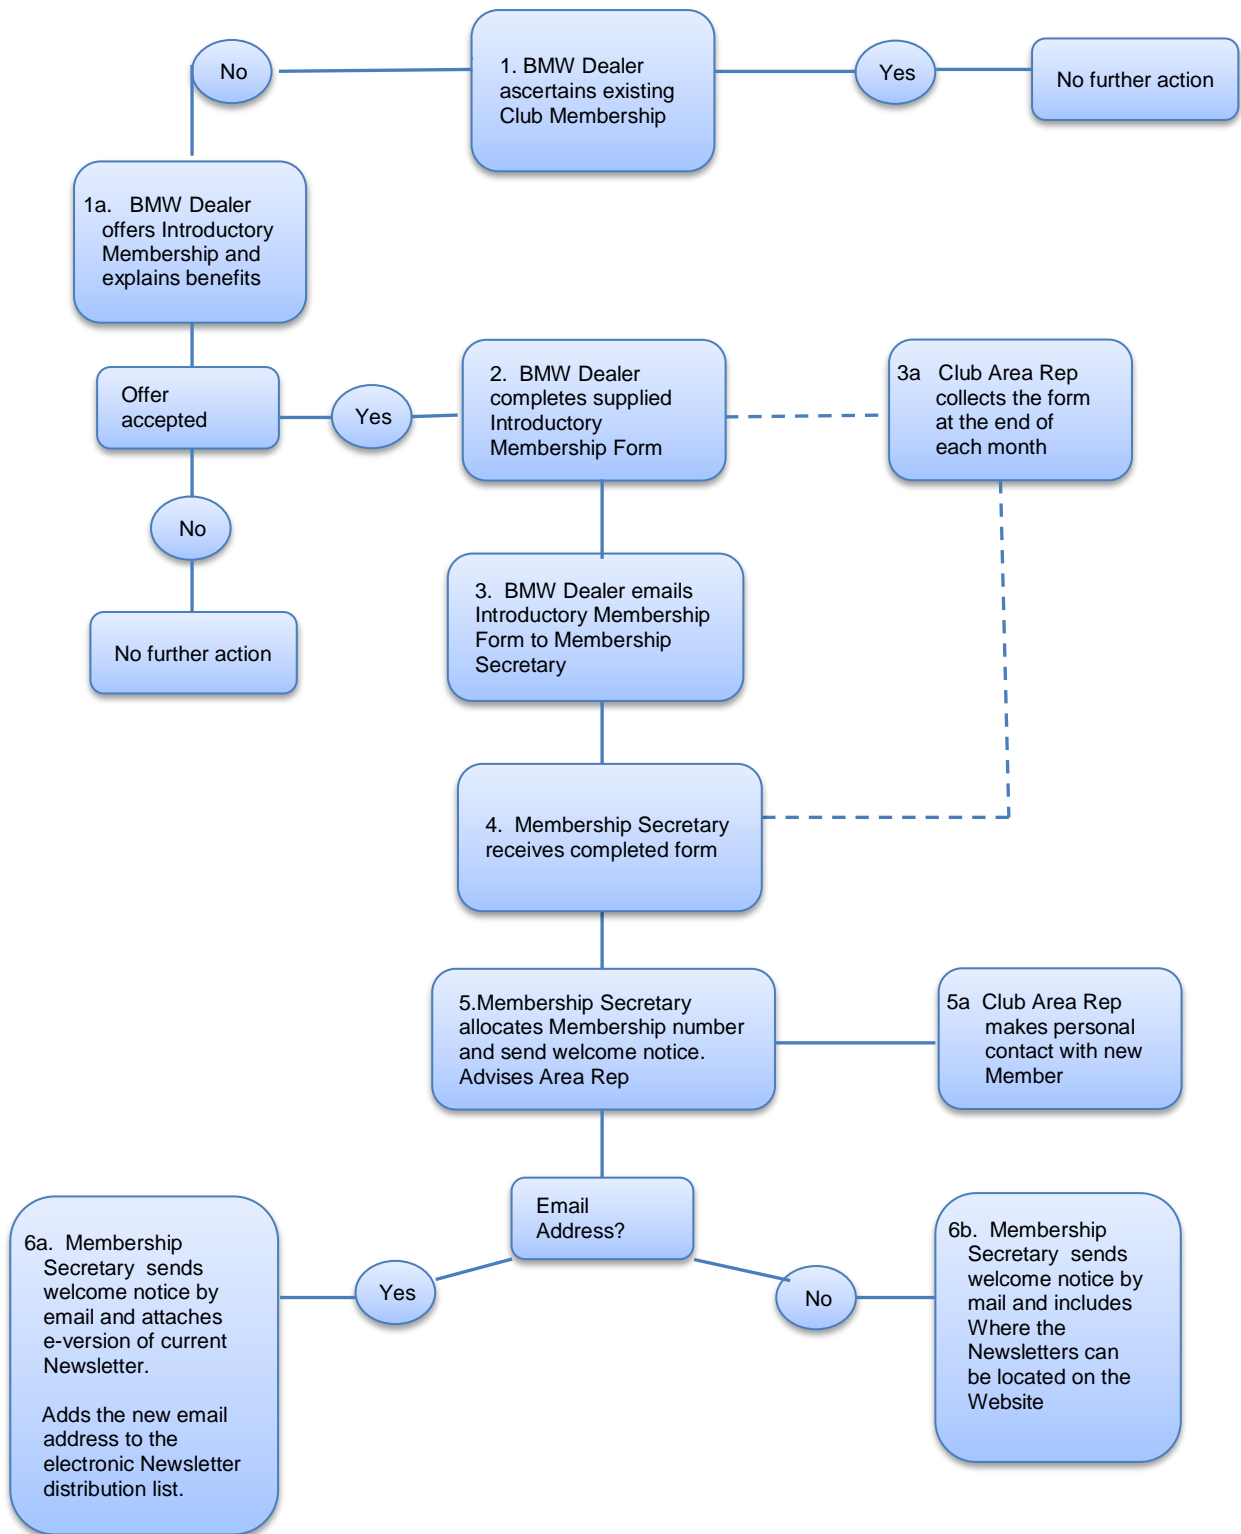 No
1. BMW Dealer
ascertains existing
Club Membership
Yes
No further action
1a. BMW Dealer
offers Introductory
Membership and
explains benefits
Offer
accepted
Yes
2. BMW Dealer
completes supplied
Introductory
Membership Form
3a Club Area Rep
collects the form
at the end of
each month
No
No further action
3. BMW Dealer emails
Introductory Membership
Form to Membership
Secretary
4. Membership Secretary
receives completed form
5.Membership Secretary
allocates Membership number
and send welcome notice.
Advises Area Rep
5a Club Area Rep
makes personal
contact with new
Member
Email
Address?
6a. Membership
Secretary sends
welcome notice by
email and attaches
e-version of current
Newsletter.
Adds the new email
address to the
electronic Newsletter
distribution list.
Yes
No
6b. Membership
Secretary sends
welcome notice by
mail and includes
Where the
Newsletters can
be located on the
Website